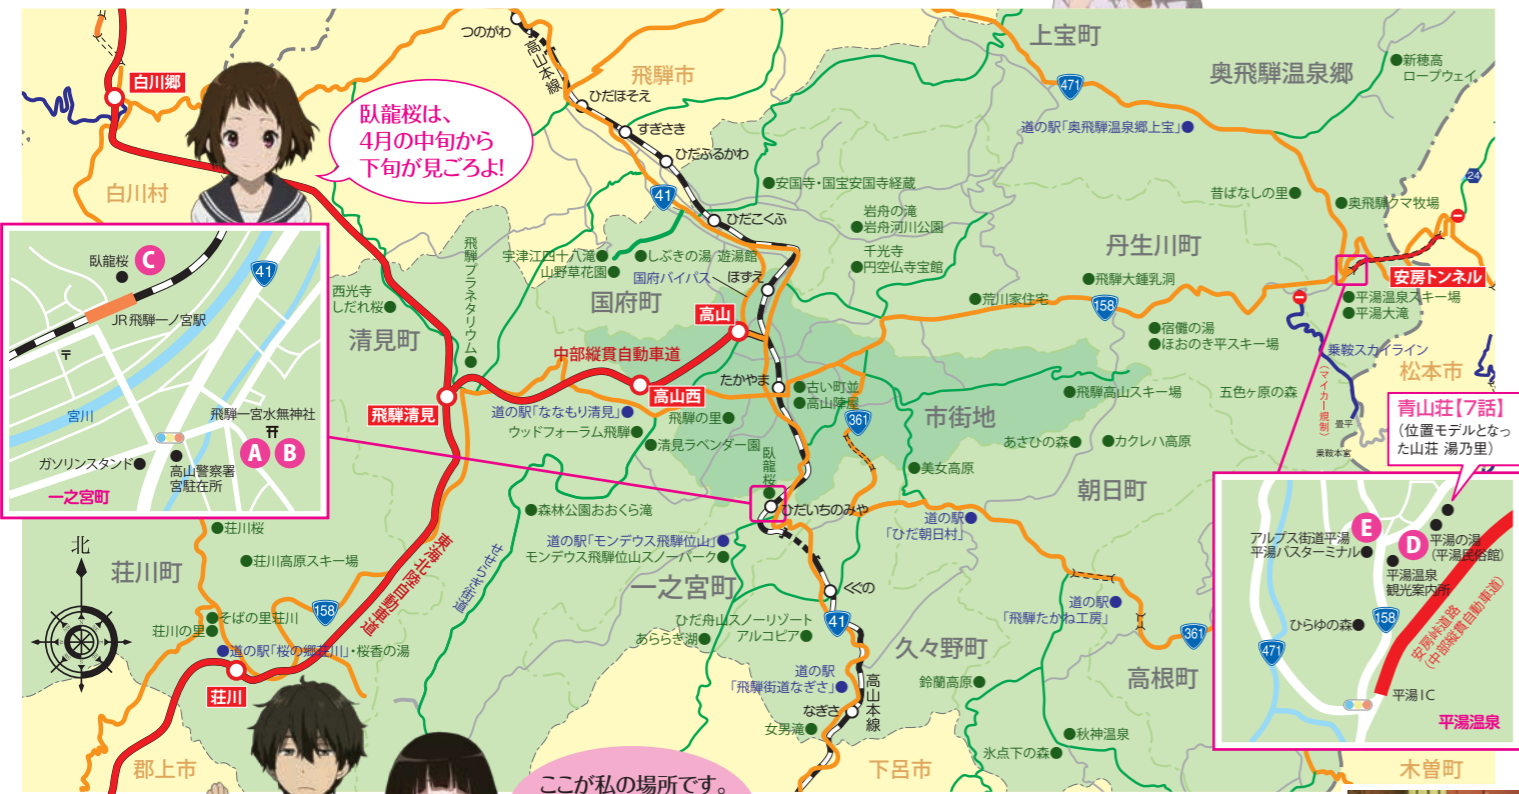 つのがわ
高山本線
飛騨市
ひだほそえ
すぎさき
ひだふるかわ
ひだこくふ
ほずえ
たかやま
ひだいちのみや
くぐの
なぎさ
高山本線
上宝町
奥飛騨温泉郷
新穂高
ロープウェイ
471
道の駅「奥飛騨温泉郷上宝」
白川郷
臥龍桜は、
4月の中旬から
下旬が見ごろよ!
白川村
41
安国寺・国宝安国寺経蔵
岩舟の滝
岩舟河川公園
千光寺
円空仏寺宝館
昔ばなしの里
奥飛騨クマ牧場
24
丹生川町
安房トンネル
飛騨大鍾乳洞
平湯温泉スキー場
平湯大滝
荒川家住宅
158
宿儺の湯
ほおのき平スキー場
乗鞍スカイライン
(マイカー規制)
畳平
乗鞍本宮
松本市
飛騨プラネタリウム
宇津江四十八滝
山野草花園
しぶきの湯 遊湯館
国府バイパス
国府町
西光寺
しだれ桜
清見町
高山
中部縦貫自動車道
高山西
飛騨清見
道の駅「ななもり清見」
ウッドフォーラム飛騨
飛騨の里
清見ラベンダー園
古い町並
高山陣屋
361
市街地
飛騨高山スキー場
五色ヶ原の森
あさひの森
カクレハ高原
美女高原
朝日町
臥龍桜
臥龍桜
C
41
JR飛騨一ノ宮駅
宮川
飛騨一宮水無神社
A B
ガソリンスタンド
高山警察署
宮駐在所
一之宮町
青山荘【7話】
(位置モデルとなっ
た山荘 湯乃里)
アルプス街道平湯
平湯バスターミナル
E
D
平湯の湯
(平湯民俗館)
平湯温泉
観光案内所
ひらゆの森
158
471
安房峠道路
(中部縦貫自動車道)
平湯IC
平湯温泉
荘川桜
北
荘川高原スキー場
荘川町
158
そばの里荘川
荘川の里
道の駅「桜の郷荘川」・桜香の湯
荘川
東海北陸自動車道
せせらぎ街道
森林公園おおくら滝
道の駅「モンデウス飛騨位山」
モンデウス飛騨位山スノーパーク
一之宮町
ひだ舟山スノーリゾート
アルコピア
あららぎ湖
41
道の駅
「飛騨街道なぎさ」
女男滝
道の駅
「ひだ朝日村」
道の駅
「飛騨たかね工房」
361
久々野町
鈴蘭高原
高根町
秋神温泉
氷点下の森
郡上市
下呂市
木曽町
ここが私の場所です。